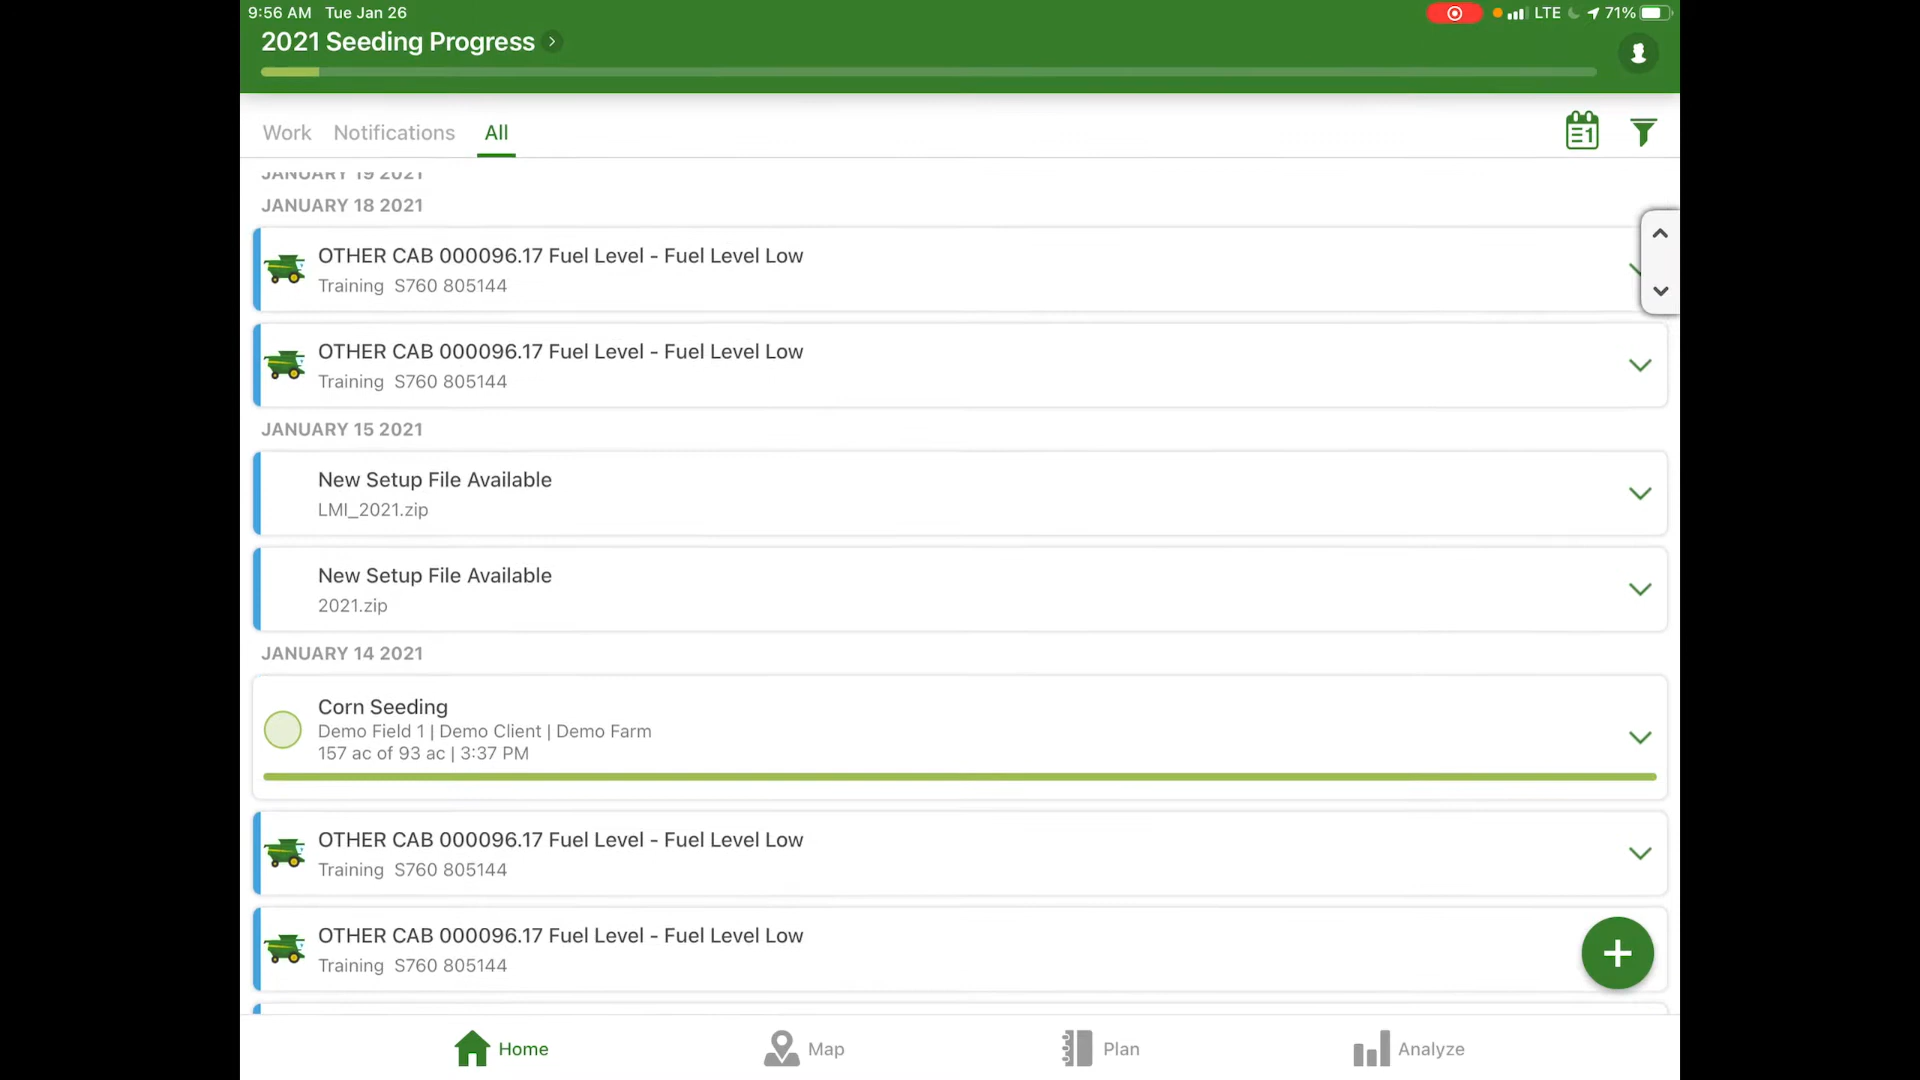 9:56 AM Tue Jan 26
LTE 71%
2021 Seeding Progress
Work Notifications All
1
JANUARY 19 2021
JANUARY 18 2021
OTHER CAB 000096.17 Fuel Level - Fuel Level Low
Training S760 805144
OTHER CAB 000096.17 Fuel Level - Fuel Level Low
Training S760 805144
JANUARY 15 2021
New Setup File Available
LMI_2021.zip
New Setup File Available
2021.zip
JANUARY 14 2021
Corn Seeding
Demo Field 1 | Demo Client | Demo Farm
157 ac of 93 ac | 3:37 PM
OTHER CAB 000096.17 Fuel Level - Fuel Level Low
Training S760 805144
OTHER CAB 000096.17 Fuel Level - Fuel Level Low
Training S760 805144
Home Map Plan Analyze